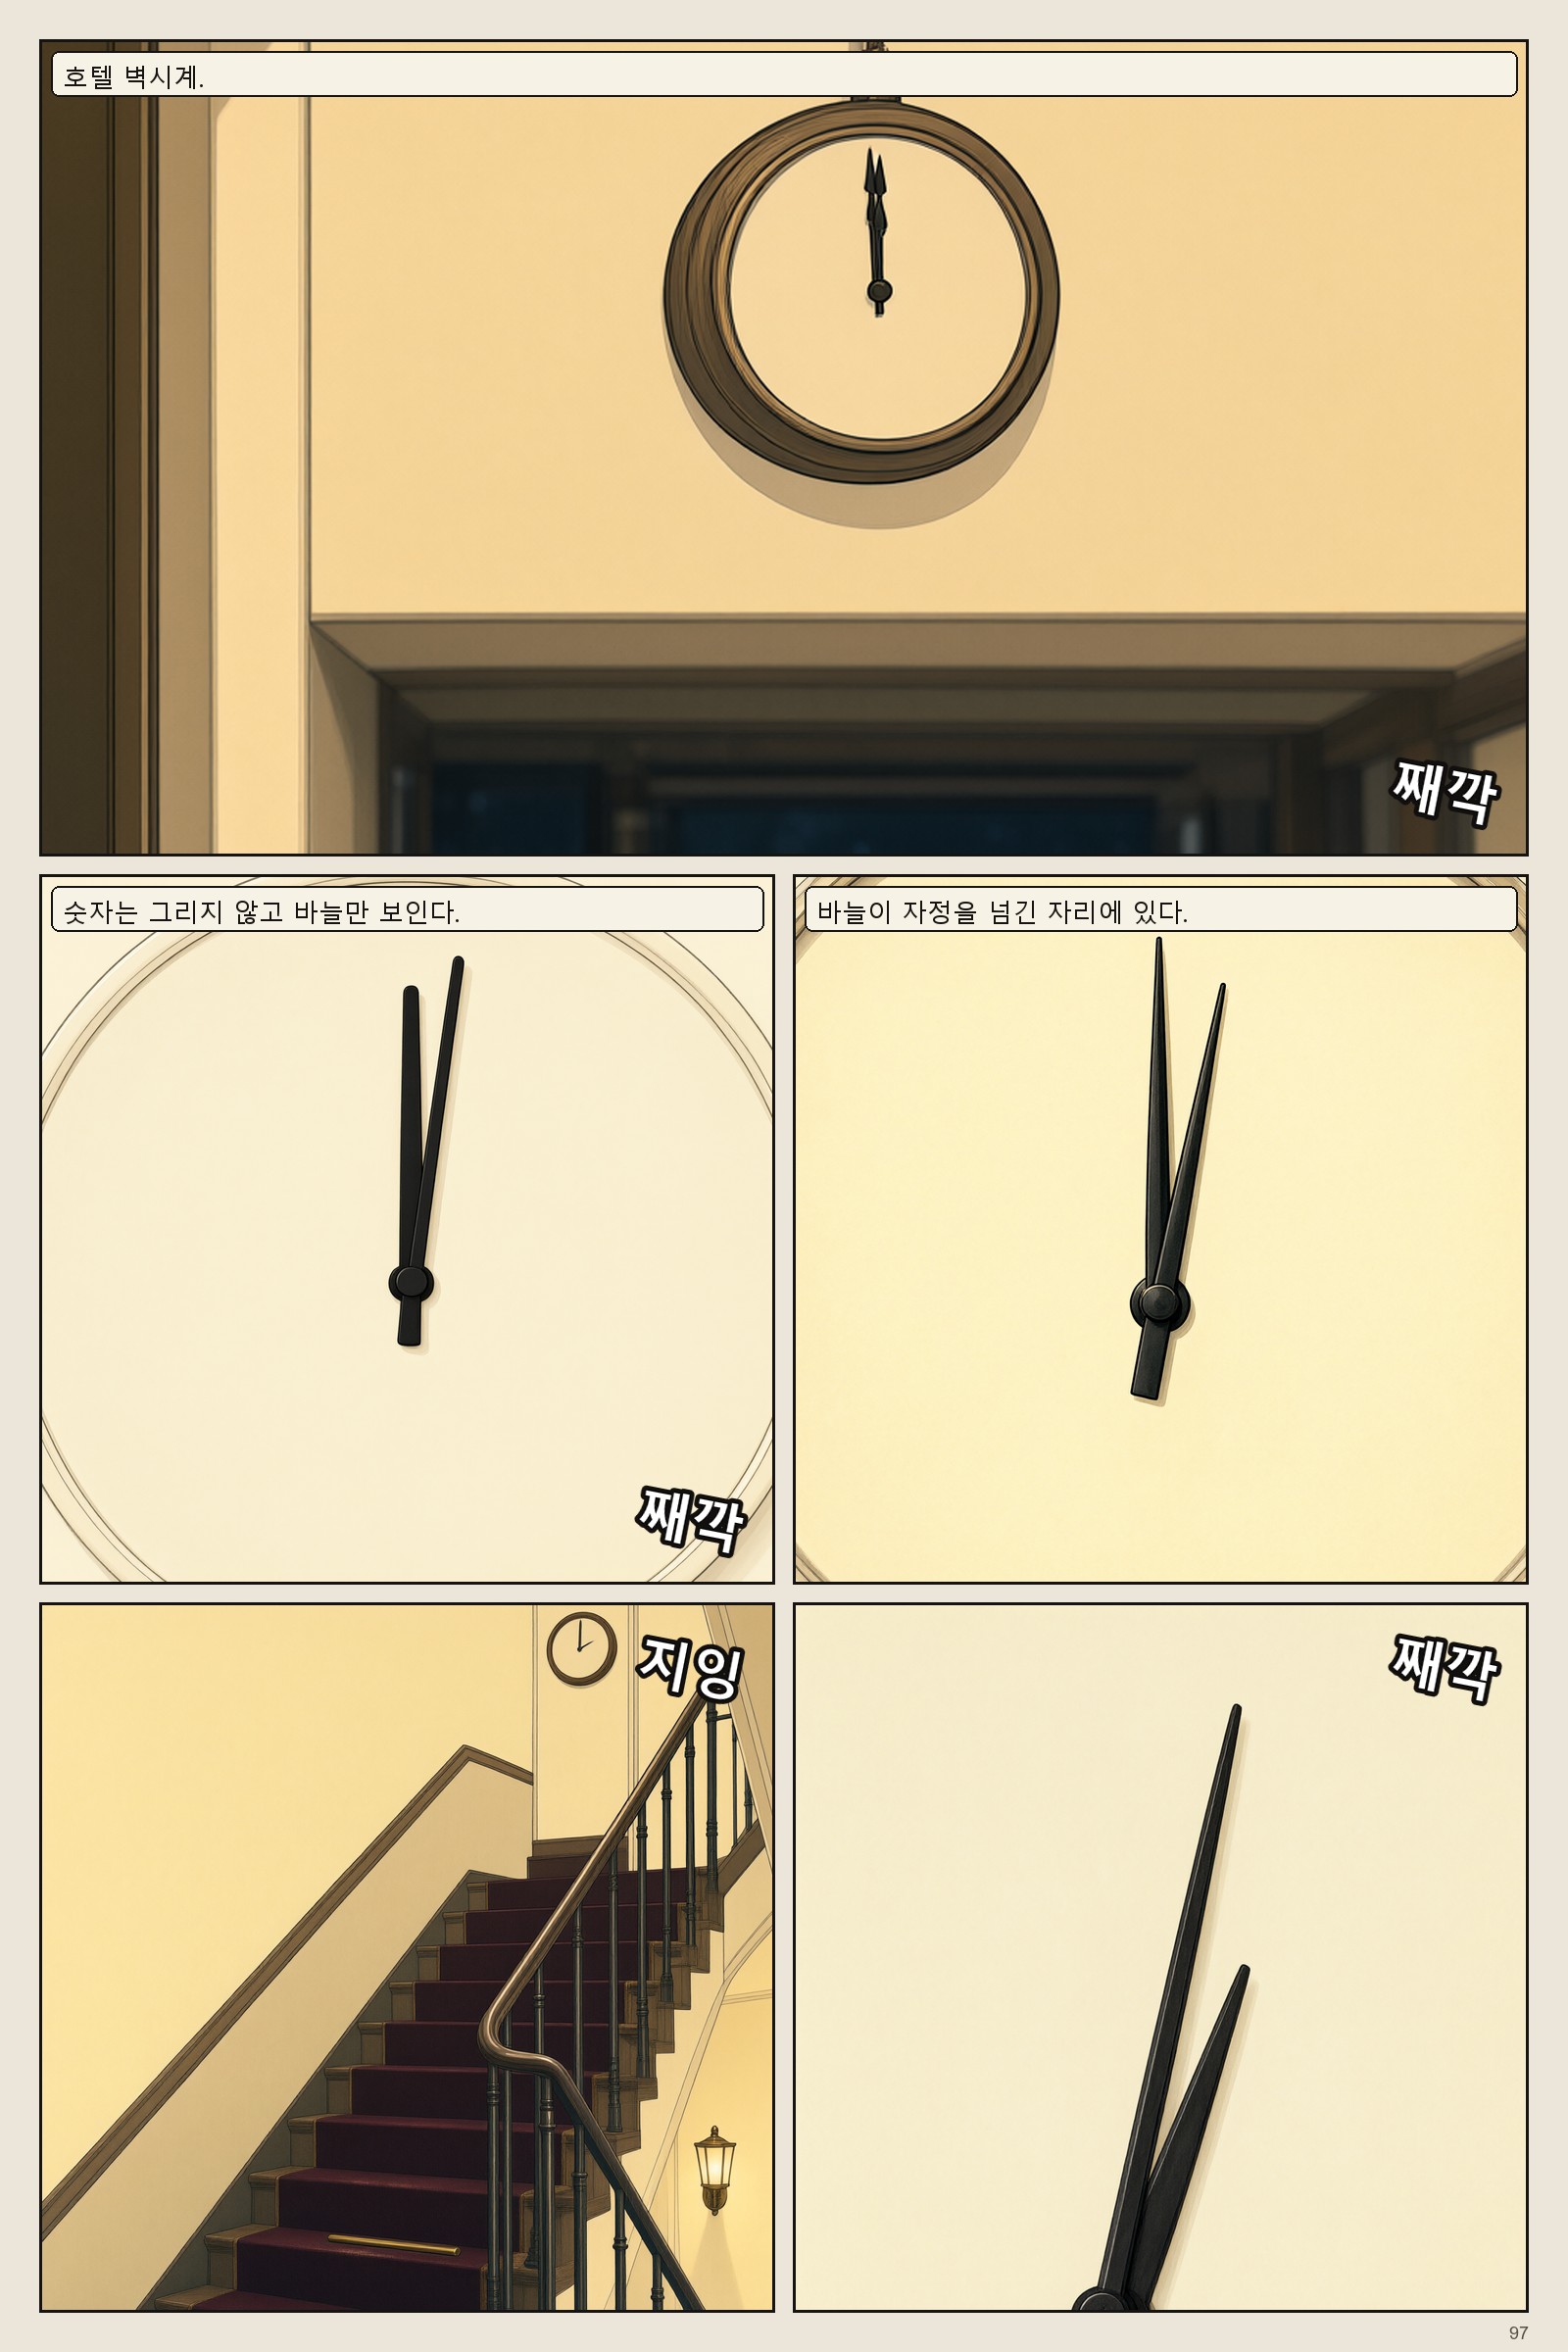 호텔 벽시계.
째깍
숫자는 그리지 않고 바늘만 보인다.
째깍
바늘이 자정을 넘긴 자리에 있다.
지잉
째깍
97